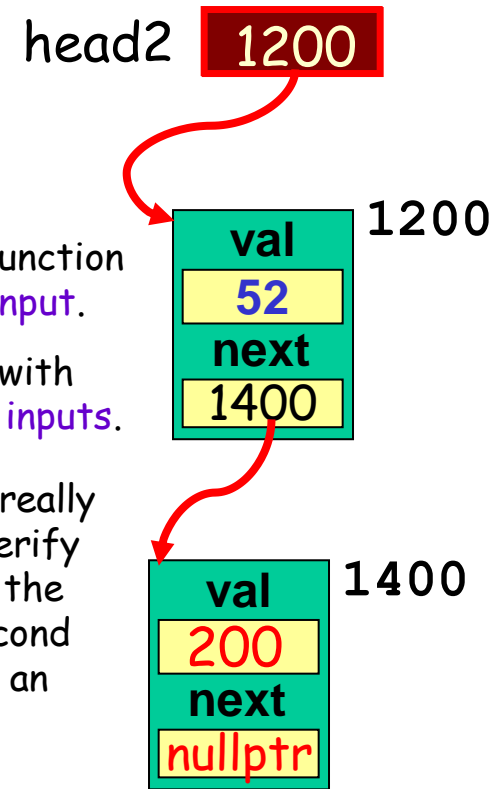 head2 1200
1200
val
unction
52
nput.
next
with
1400
inputs.
really
erify
1400
val
the
cond
200
an
next
nullptr